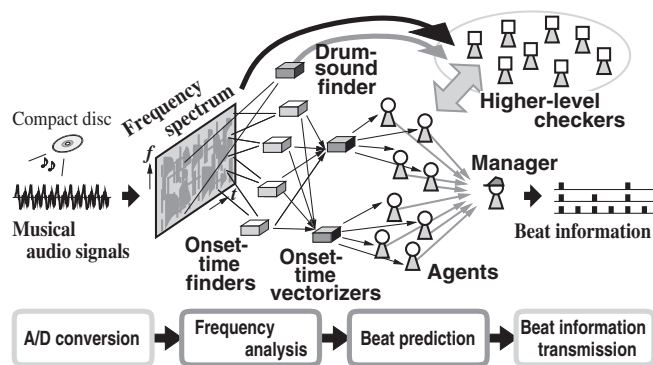 Drum-
sound
finder
Frequency
spectrum
Higher-level
checkers
Compact disc
f
t
Manager
Musical
audio signals
Onset-
time
finders
Onset-
time
vectorizers
Agents
Beat information
A/D conversion
Frequency
analysis
Beat prediction
Beat information
transmission